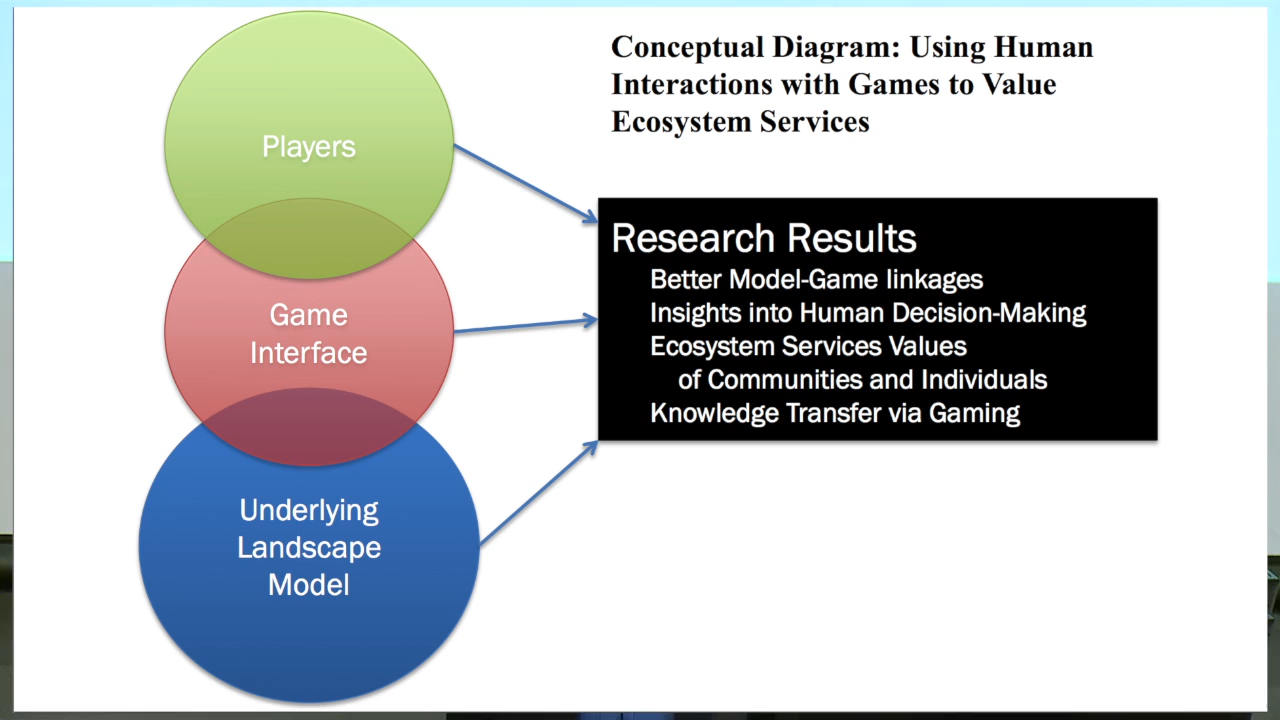 Conceptual Diagram: Using Human
Interactions with Games to Value
Ecosystem Services
Players
Game
Interface
Underlying
Landscape
Model
Research Results
Better Model-Game linkages
Insights into Human Decision-Making
Ecosystem Services Values
of Communities and Individuals
Knowledge Transfer via Gaming